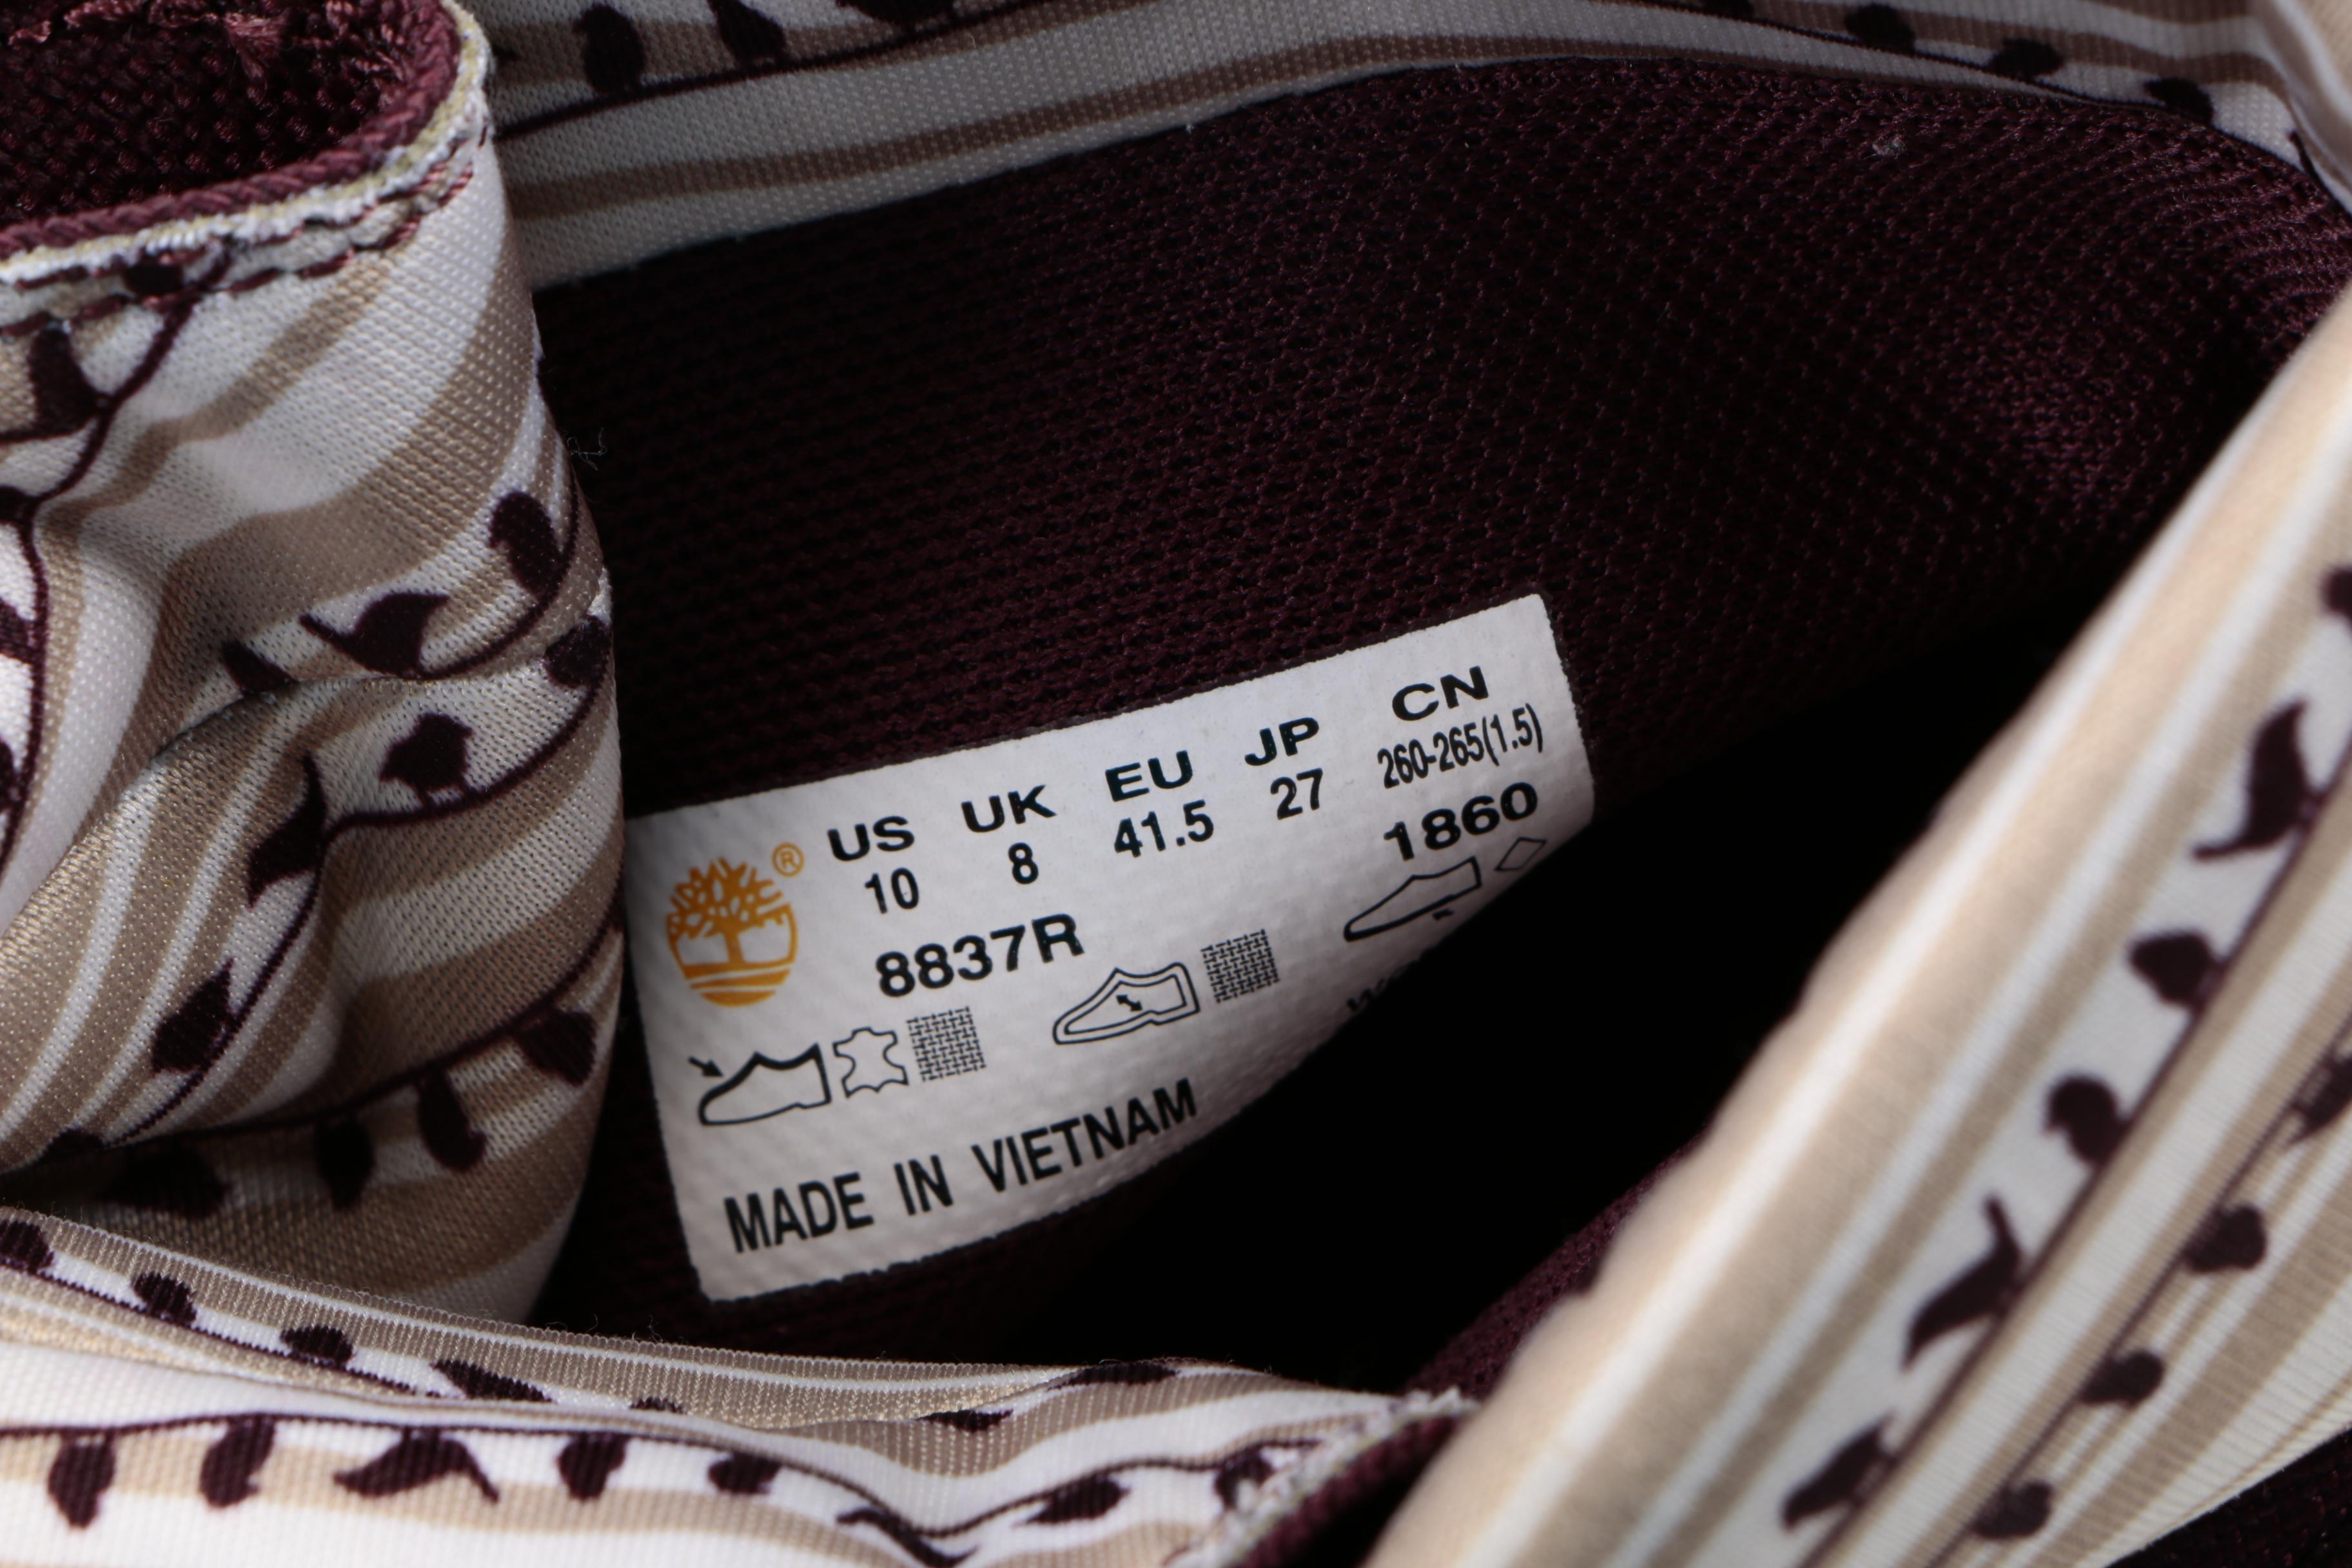 ® US UK EU JP CN
10 8 41.5 27 260-265(1.5)
8837R 1860
MADE IN VIETNAM